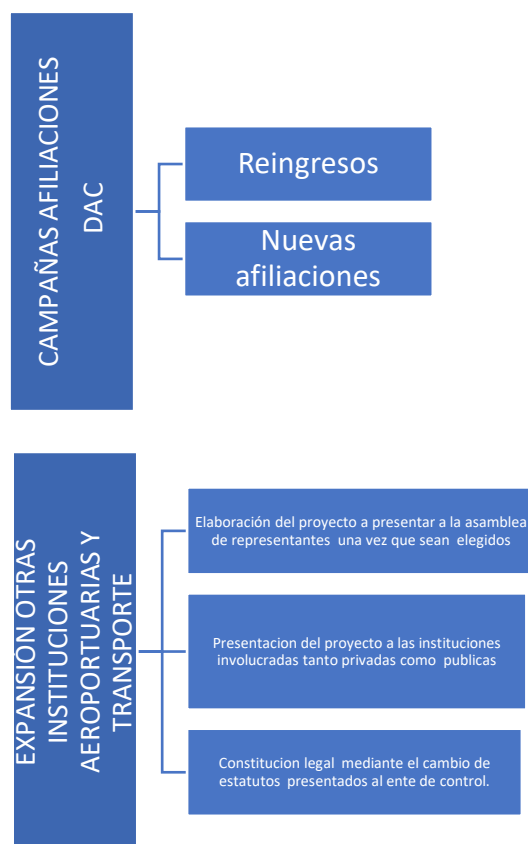 CAMPAÑAS AFILIACIONES
DAC
Reingresos
Nuevas
afiliaciones
EXPANSIÓN OTRAS
INSTITUCIONES
AEROPORTUARIAS Y
TRANSPORTE
Elaboración del proyecto a presentar a la asamblea
de representantes una vez que sean elegidos
Presentacion del proyecto a las instituciones
involucradas tanto privadas como publicas
Constitucion legal mediante el cambio de
estatutos presentados al ente de control.